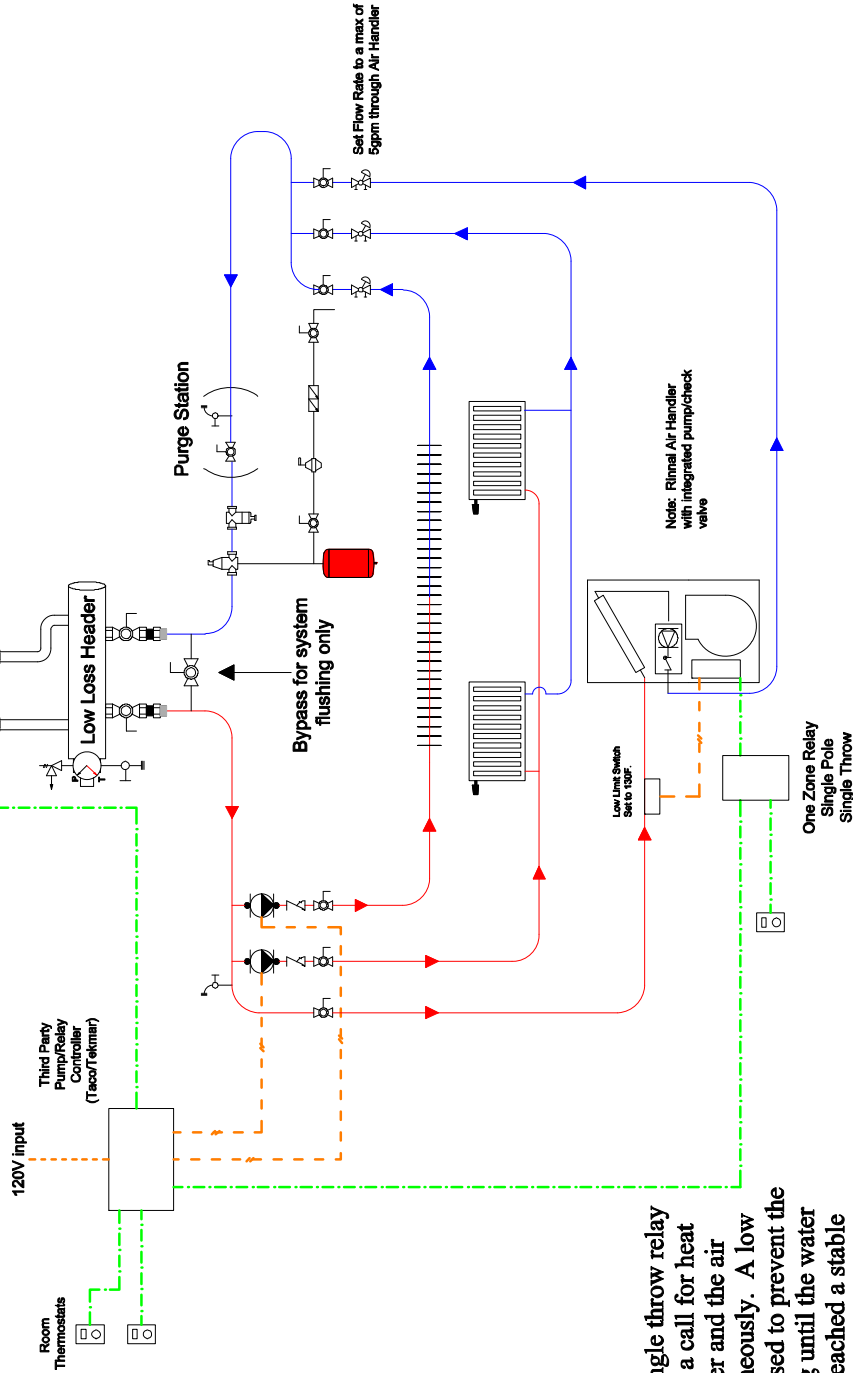 Set Flow Rate to a max of
5gpm through Air Handler
Purge Station
Low Loss Header
P
T
Bypass for system
flushing only
Note: Rinnai Air Handler
with integrated pump/check
valve
Low Limit Switch
Set to 130F.
One Zone Relay
Single Pole
Single Throw
Third Party
Pump/Relay
Controller
(Taco/Tekmar)
120V input
Room
Thermostats
ngle throw relay
a call for heat
er and the air
neously. A low
sed to prevent the
g until the water
eached a stable